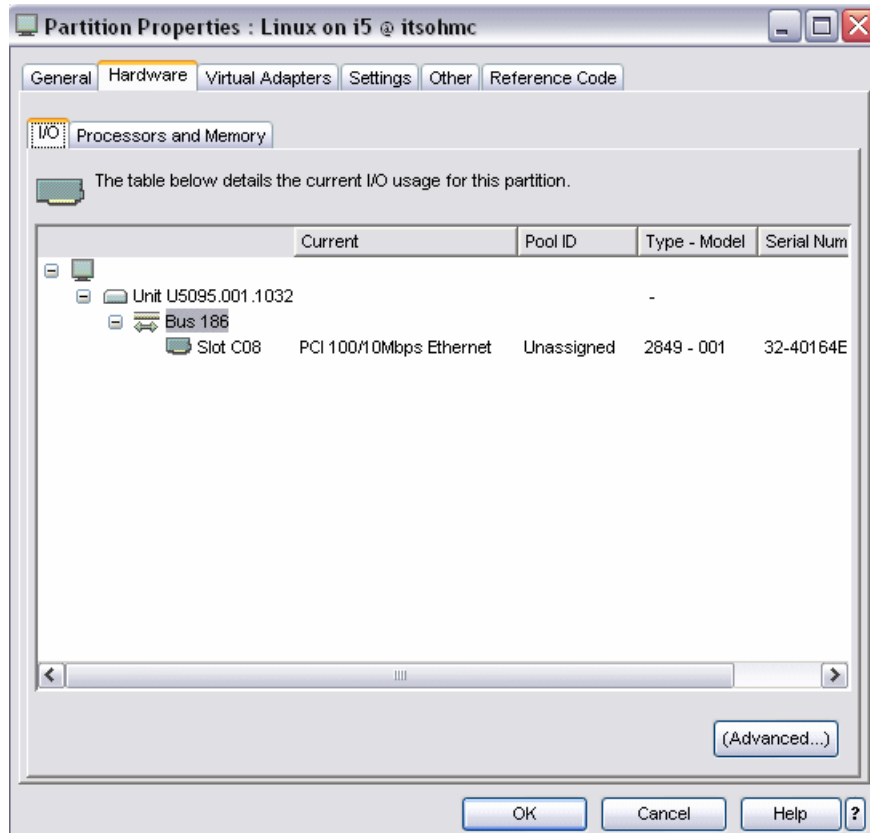 Partition Properties : Linux on i5 @ itsohmc
General Hardware Virtual Adapters Settings Other Reference Code
I/O Processors and Memory
The table below details the current I/O usage for this partition.
Current Pool ID Type - Model Serial Num
Unit U5095.001.1032 -
Bus 186
Slot C08 PCI 100/10Mbps Ethernet Unassigned 2849 - 001 32-40164E
(Advanced...)
OK Cancel Help ?